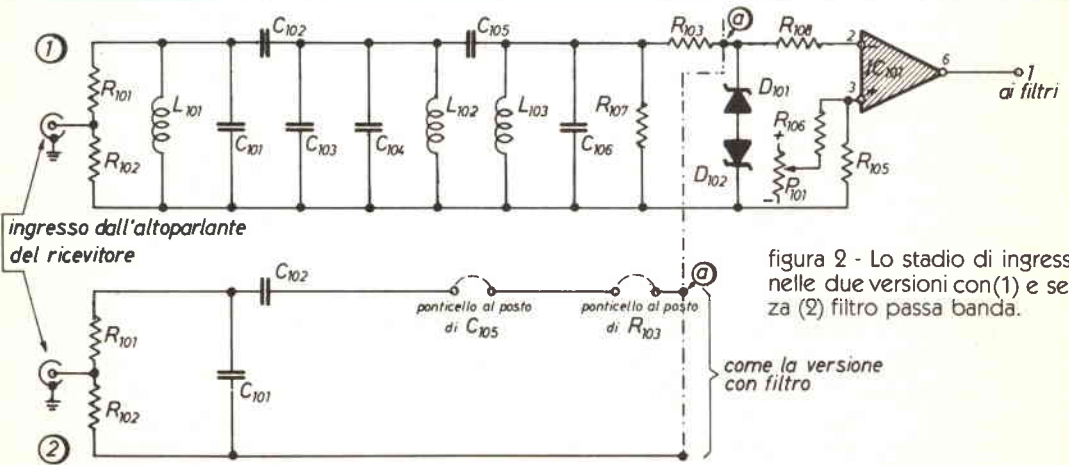 1
C102
C105
R103
a
R108
2
6
1
ai filtri
IC101
3
R101
L101
C101
C103
C104
L102
L103
C106
R107
D101
D102
R106
+
P101
-
R105
R102
ingresso dall'altoparlante
del ricevitore
figura 2 - Lo stadio di ingress
nelle due versioni con (1) e se
za (2) filtro passa banda.
C102
ponticello al posto
di C105
ponticello al posto
di R103
a
come la versione
con filtro
R101
C101
R102
2